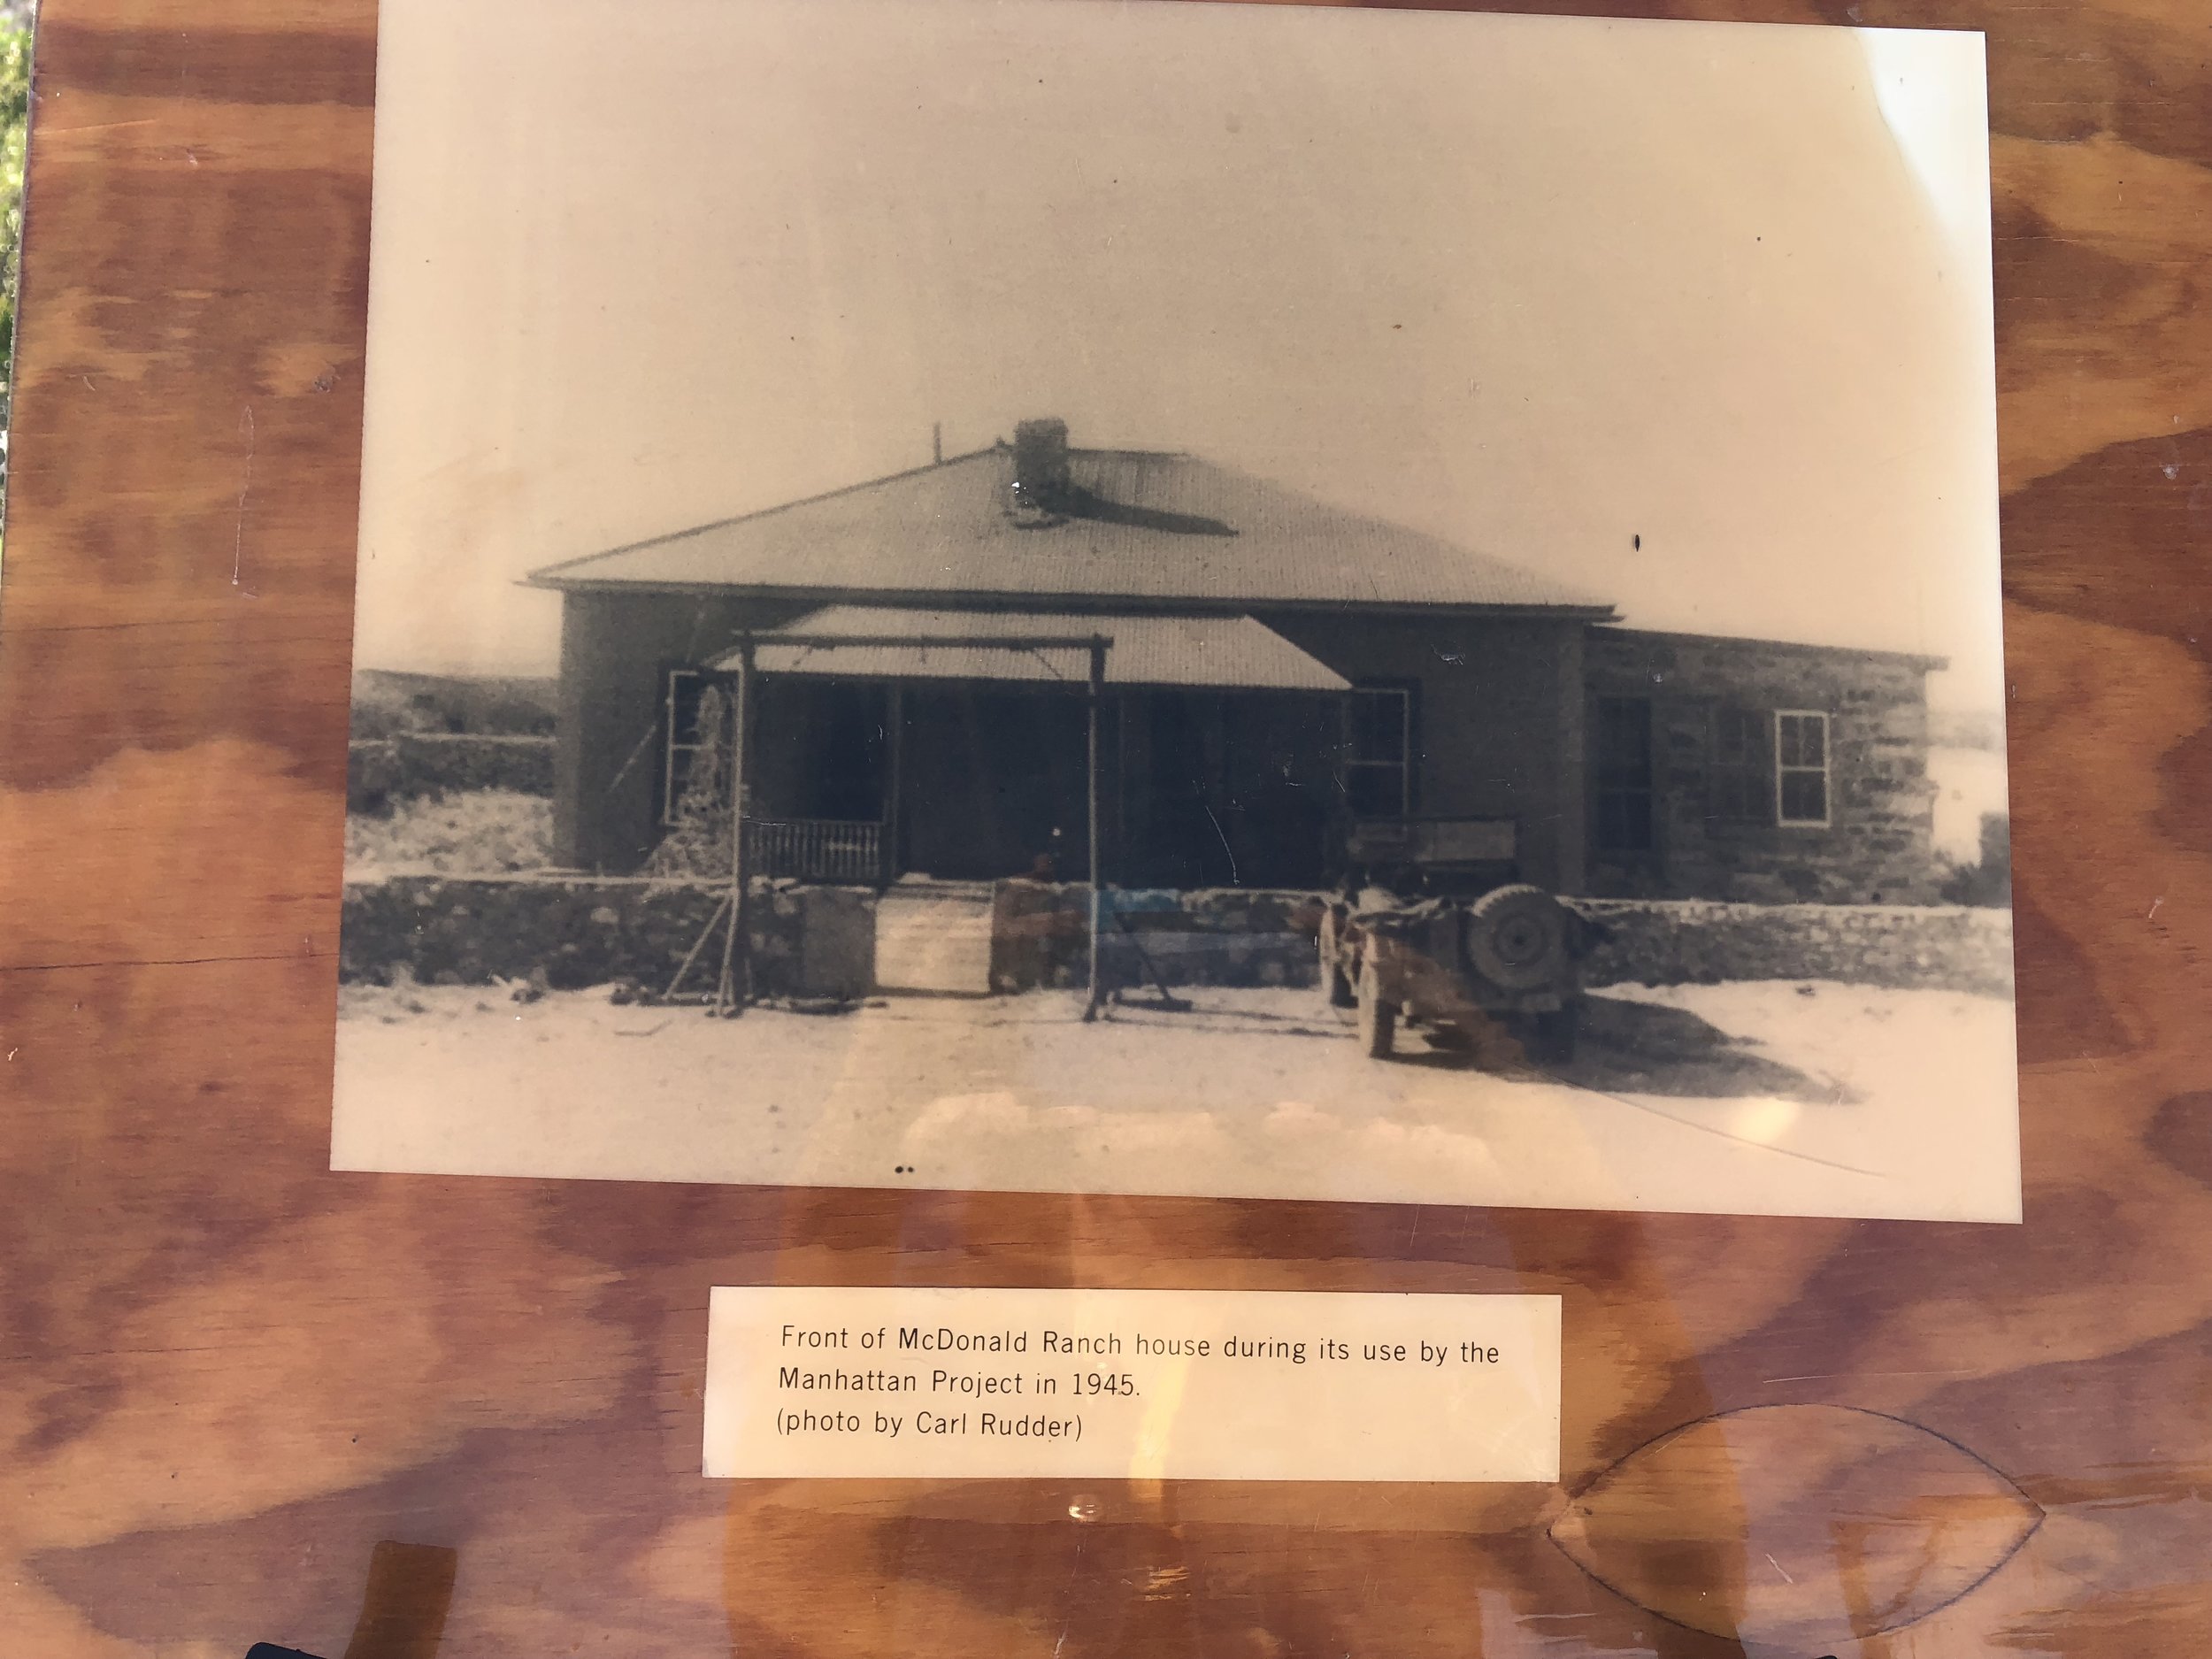 Front of McDonald Ranch house during its use by the
Manhattan Project in 1945.
(photo by Carl Rudder)